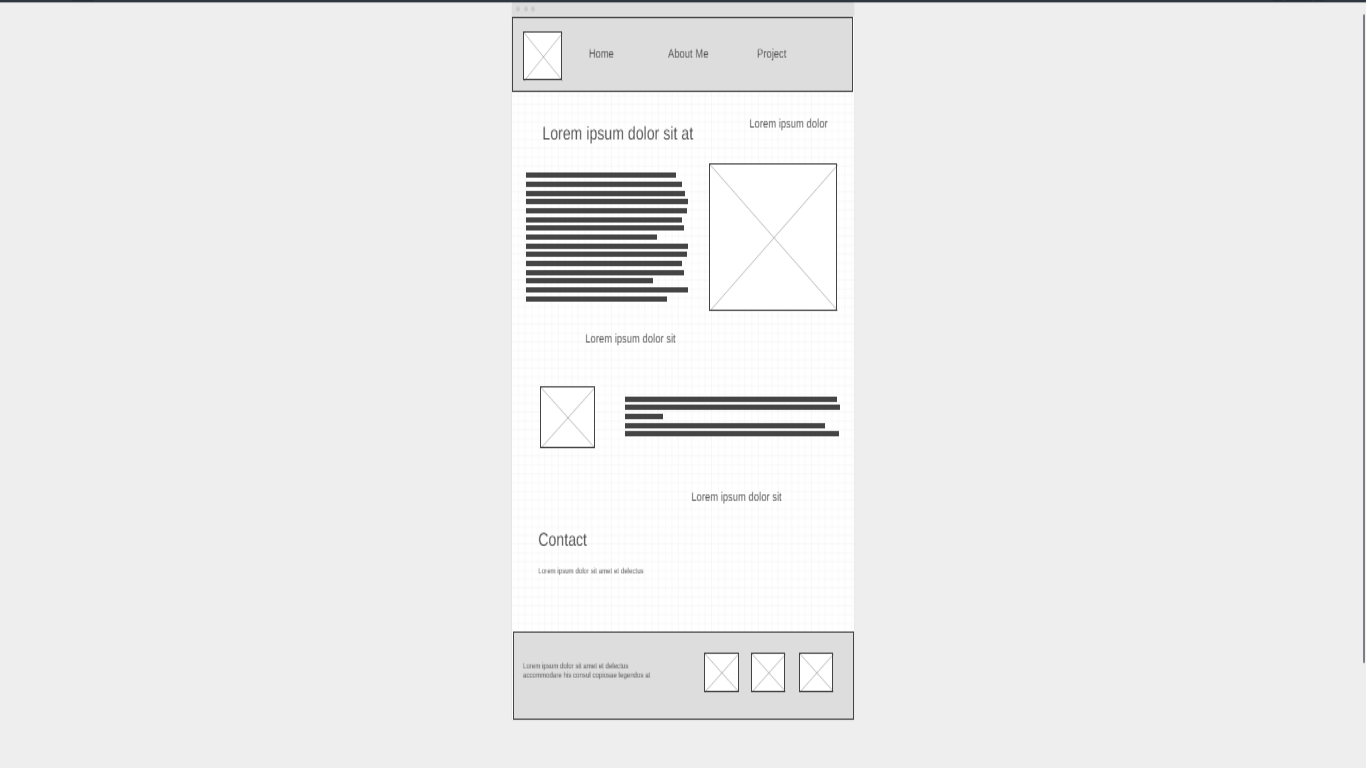 Home
About Me
Project
Lorem ipsum dolor sit at
Lorem ipsum dolor
Lorem ipsum dolor sit
Lorem ipsum dolor sit
Contact
Lorem ipsum dolor sit amet et delectus
Lorem ipsum dolor sit amet et delectus
accommodare his consul copiosae legendos at